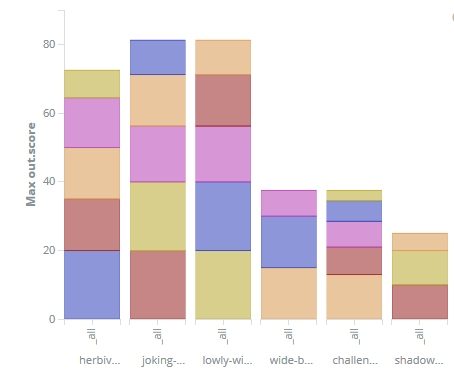 Max out.score
80
60
40
20
0
_all _all _all _all _all _all
herbiv... joking-... lowly-wi... wide-b... challen... shadow...